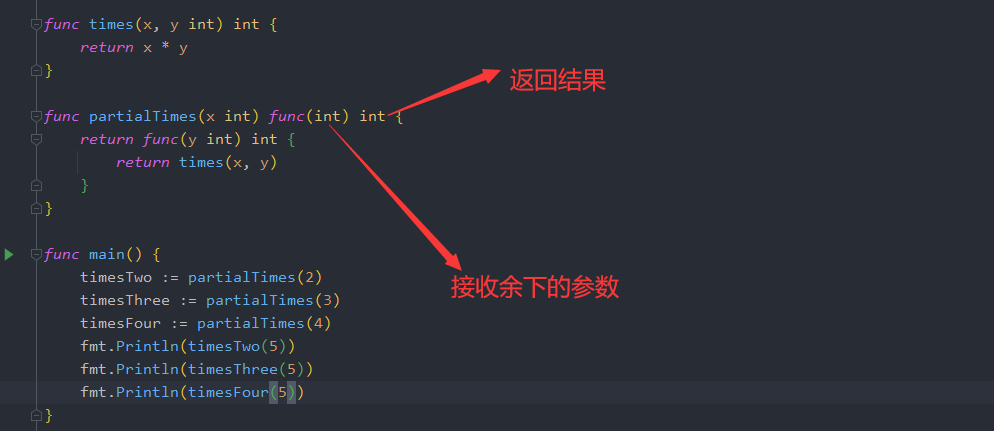 func times(x, y int) int {
    return x * y
}
返回结果
func partialTimes(x int) func(int) int {
    return func(y int) int {
        return times(x, y)
    }
}
func main() {
接收余下的参数
    timesTwo := partialTimes(2)
    timesThree := partialTimes(3)
    timesFour := partialTimes(4)
    fmt.Println(timesTwo(5))
    fmt.Println(timesThree(5))
    fmt.Println(timesFour(5))
}